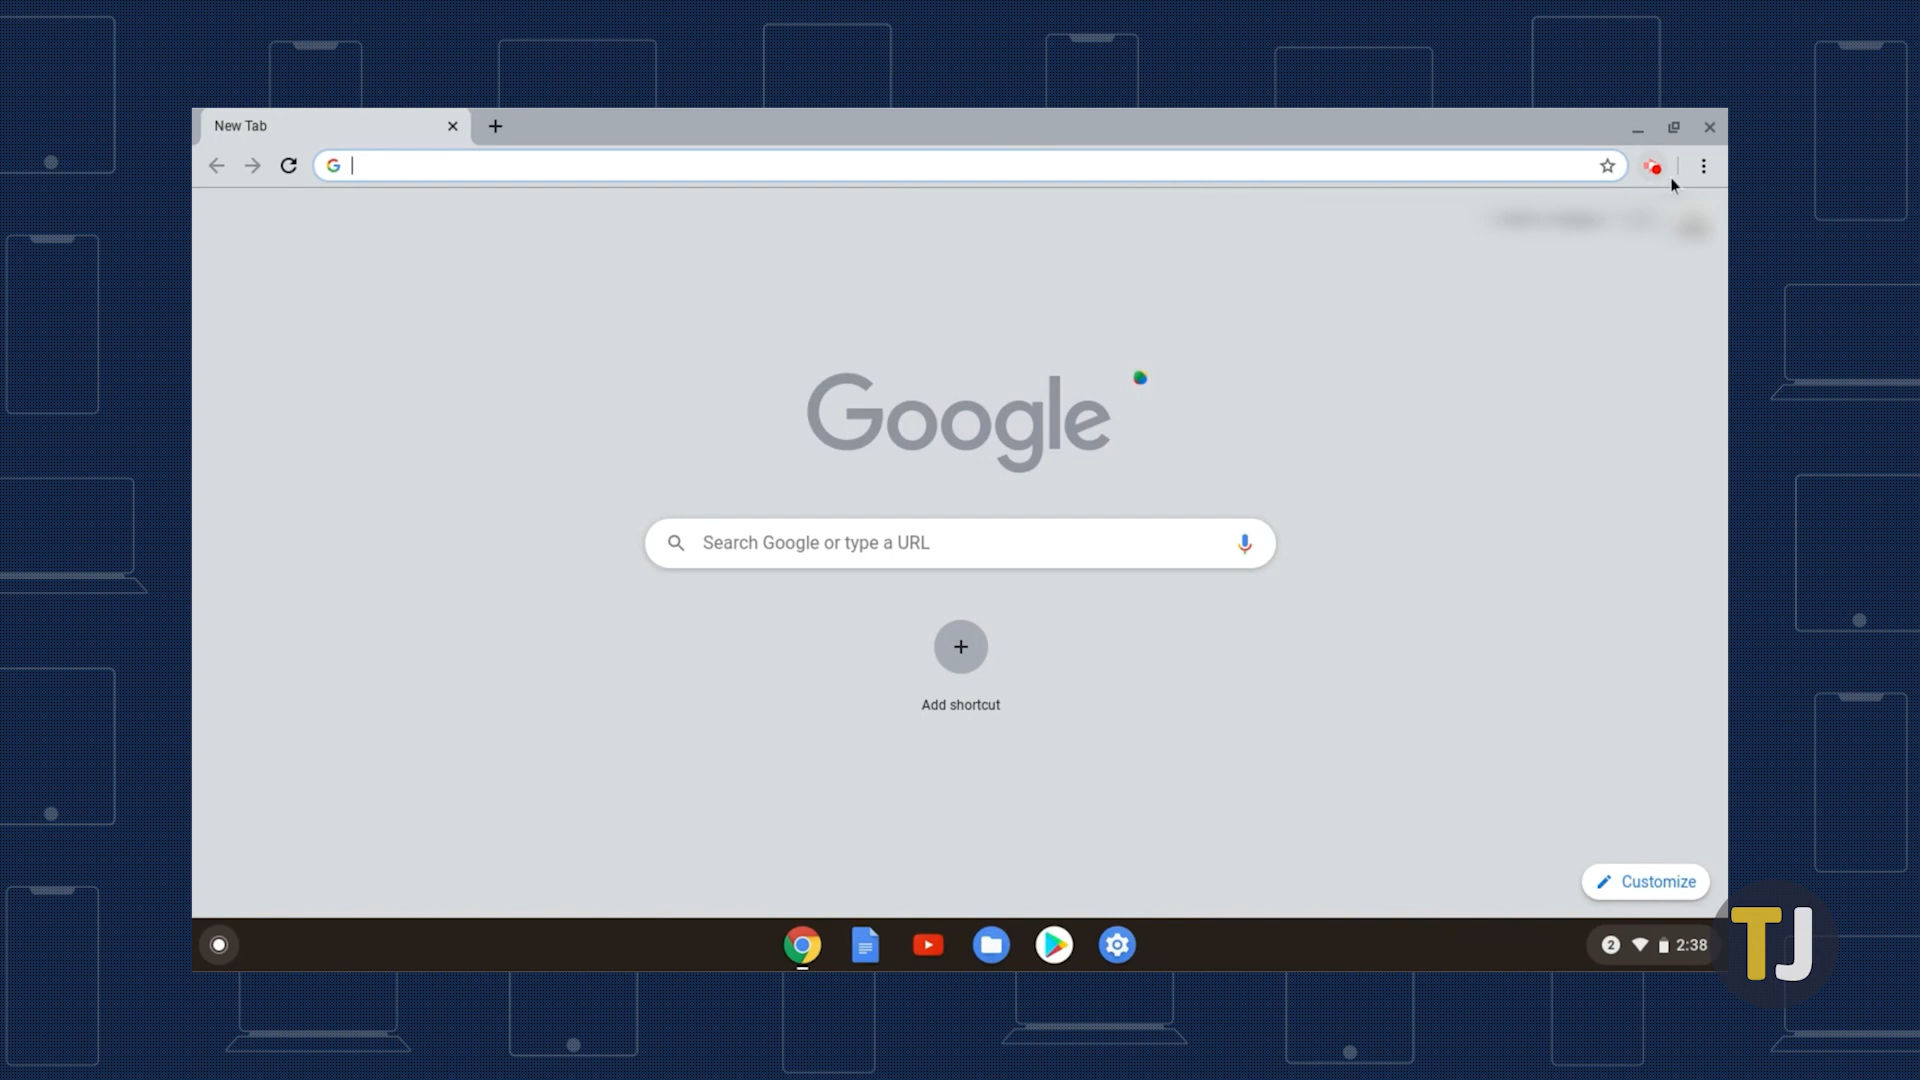 New Tab
Google
Search Google or type a URL
Add shortcut
Customize
2 2:38
TJ